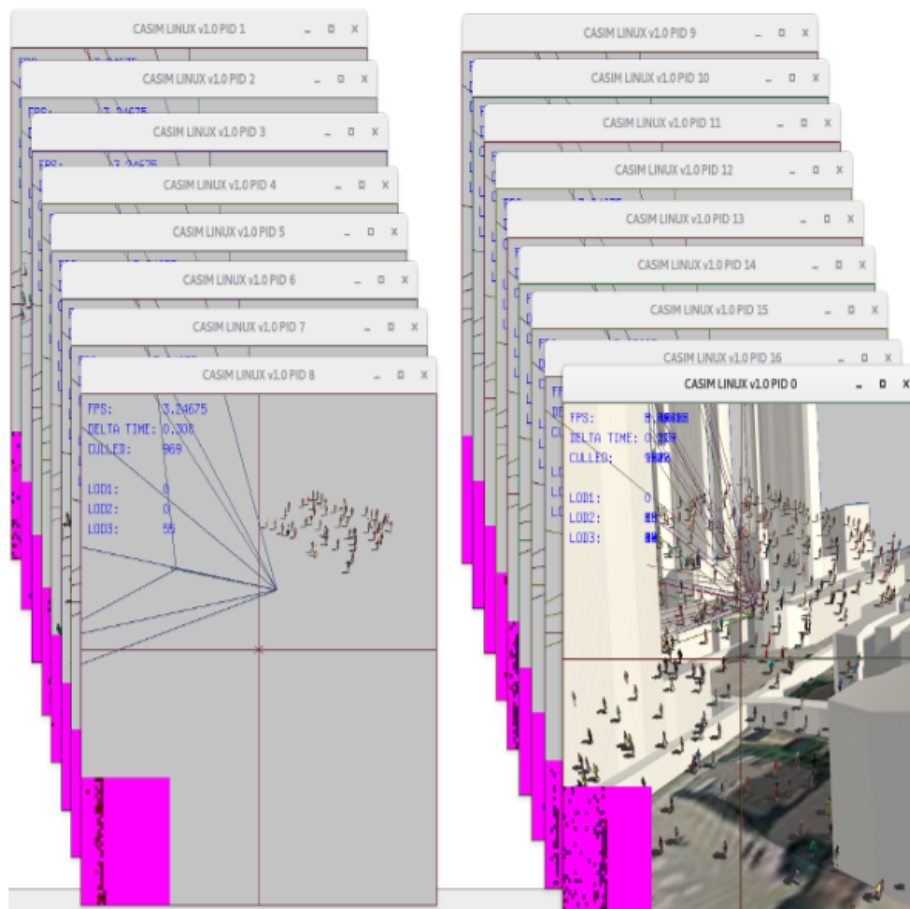 CASIM LINUX v1.0 PID 1
CASIM LINUX v1.0 PID 2
FPS:
CASIM LINUX v1.0 PID 3
FPS: 3.24675
CASIM LINUX v1.0 PID 4
CASIM LINUX v1.0 PID 5
CASIM LINUX v1.0 PID 6
CASIM LINUX v1.0 PID 7
CASIM LINUX v1.0 PID 8
FPS: 3.24675
DELTA TIME: 0.308
CULLED: 969
LOD1: 0
LOD2: 0
LOD3: 55
CASIM LINUX v1.0 PID 9
CASIM LINUX v1.0 PID 10
CASIM LINUX v1.0 PID 11
CASIM LINUX v1.0 PID 12
CASIM LINUX v1.0 PID 13
CASIM LINUX v1.0 PID 14
CASIM LINUX v1.0 PID 15
CASIM LINUX v1.0 PID 16
CASIM LINUX v1.0 PID 0
FPS:
DELTA TIME:
CULLED:
LOD1: 0
LOD2:
LOD3: